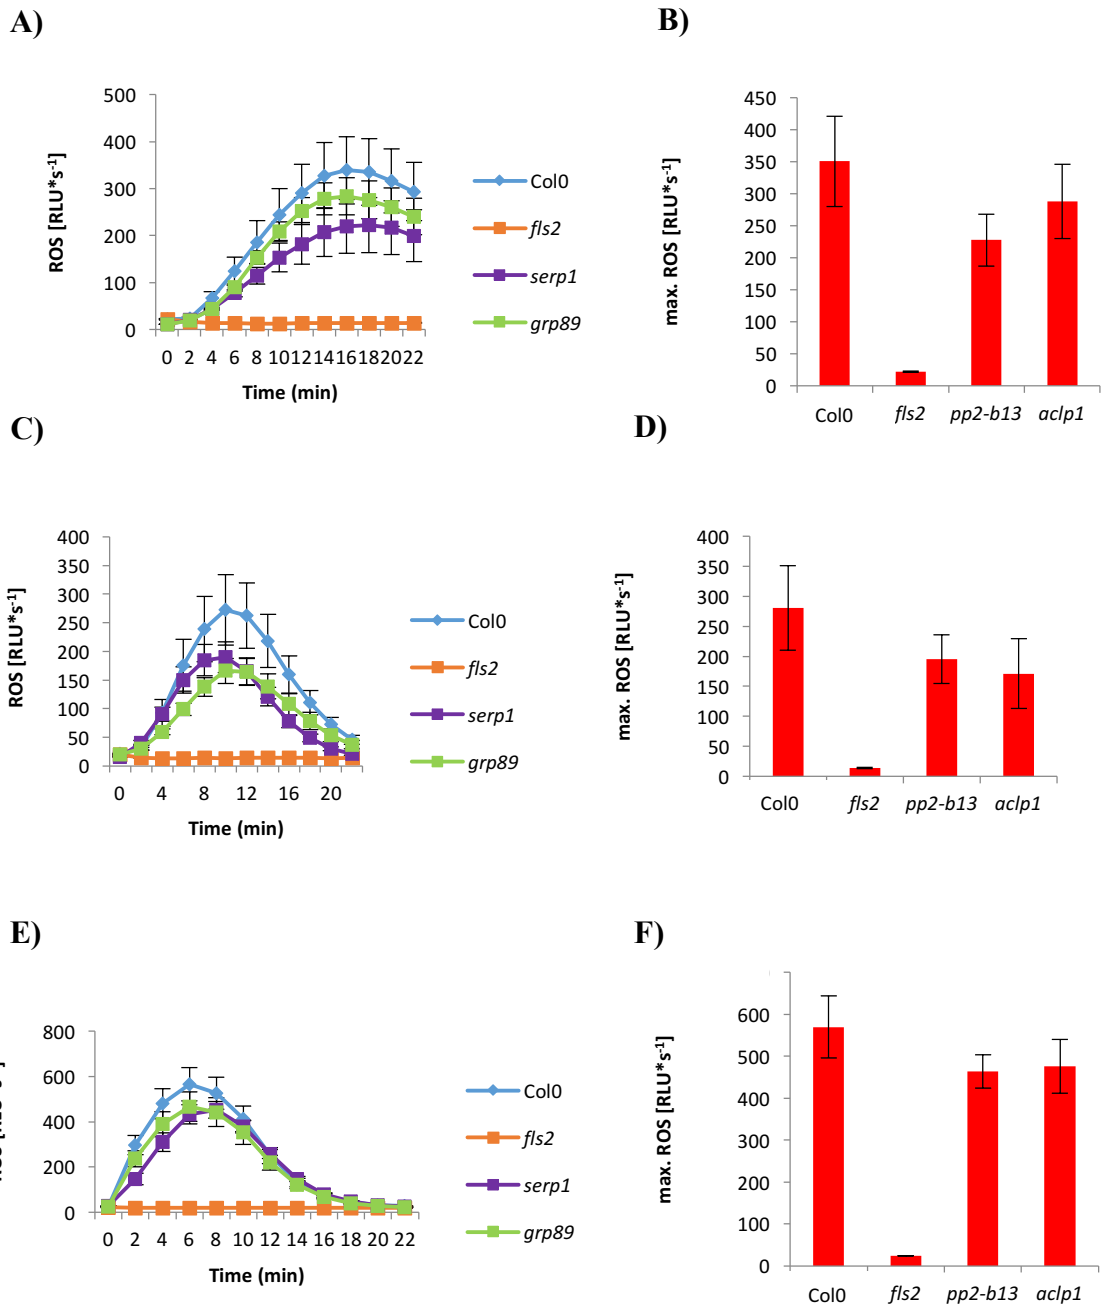 A)
B)
500
400
300
200
100
0
ROS [RLU*s-1]
0 2 4 6 8 10 12 14 16 18 20 22
Time (min)
Col0
fls2
serp1
grp89
450
400
350
300
250
200
150
100
50
0
max. ROS [RLU*s-1]
Col0 fls2 pp2-b13 aclp1
C)
D)
400
350
300
250
200
150
100
50
0
ROS [RLU*s-1]
0 4 8 12 16 20
Time (min)
Col0
fls2
serp1
grp89
400
350
300
250
200
150
100
50
0
max. ROS [RLU*s-1]
Col0 fls2 pp2-b13 aclp1
E)
F)
800
600
400
200
0
0 2 4 6 8 10 12 14 16 18 20 22
Time (min)
Col0
fls2
serp1
grp89
600
500
400
300
200
100
0
max. ROS [RLU*s-1]
Col0 fls2 pp2-b13 aclp1